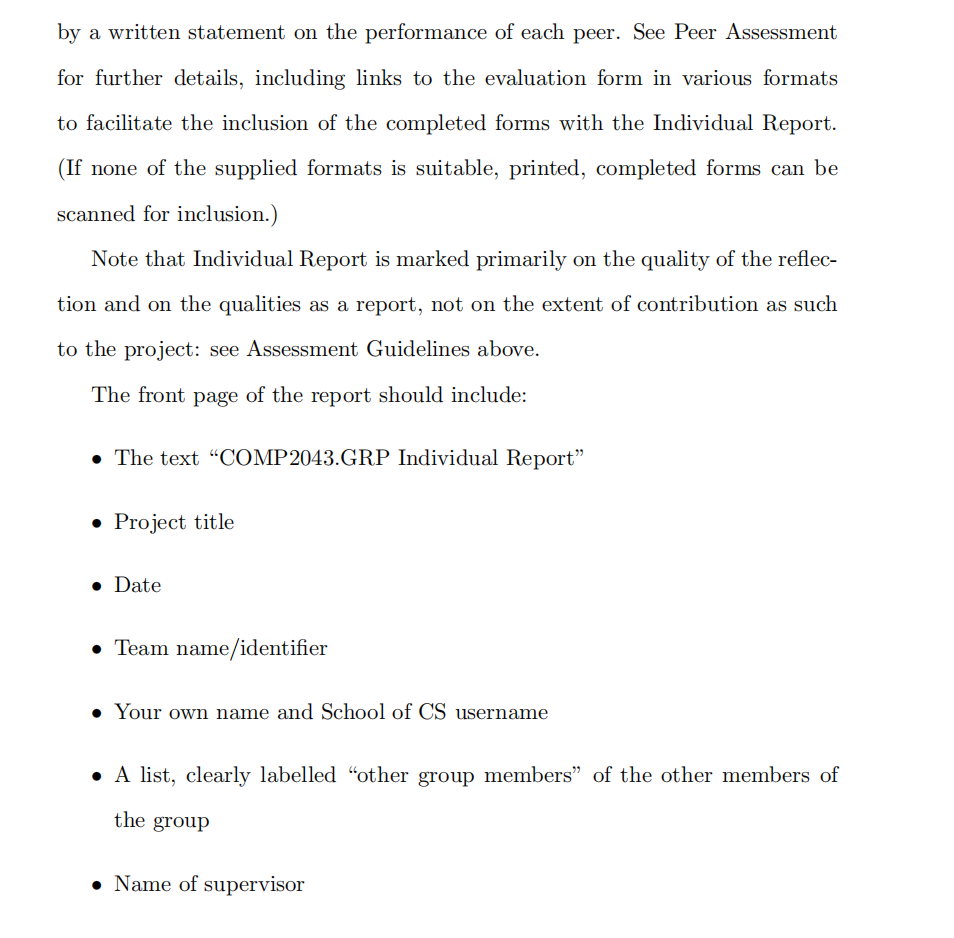 by a written statement on the performance of each peer. See Peer Assessment
for further details, including links to the evaluation form in various formats
to facilitate the inclusion of the completed forms with the Individual Report.
(If none of the supplied formats is suitable, printed, completed forms can be
scanned for inclusion.)
Note that Individual Report is marked primarily on the quality of the reflec-
tion and on the qualities as a report, not on the extent of contribution as such
to the project: see Assessment Guidelines above.
The front page of the report should include:
• The text “COMP2043.GRP Individual Report”
• Project title
• Date
• Team name/identifier
• Your own name and School of CS username
• A list, clearly labelled “other group members” of the other members of
the group
• Name of supervisor